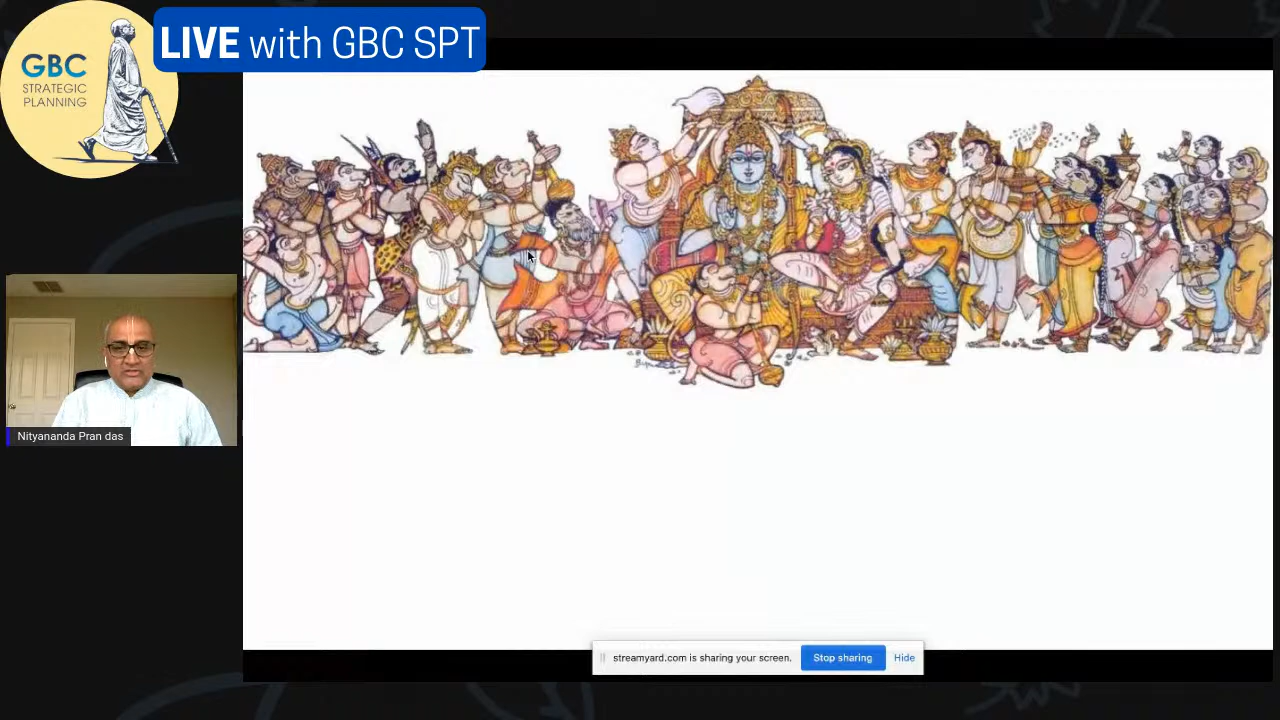 LIVE with GBC SPT
GBC
STRATEGIC
PLANNING
Nityananda Pran das
streamyard.com is sharing your screen.
Stop sharing
Hide